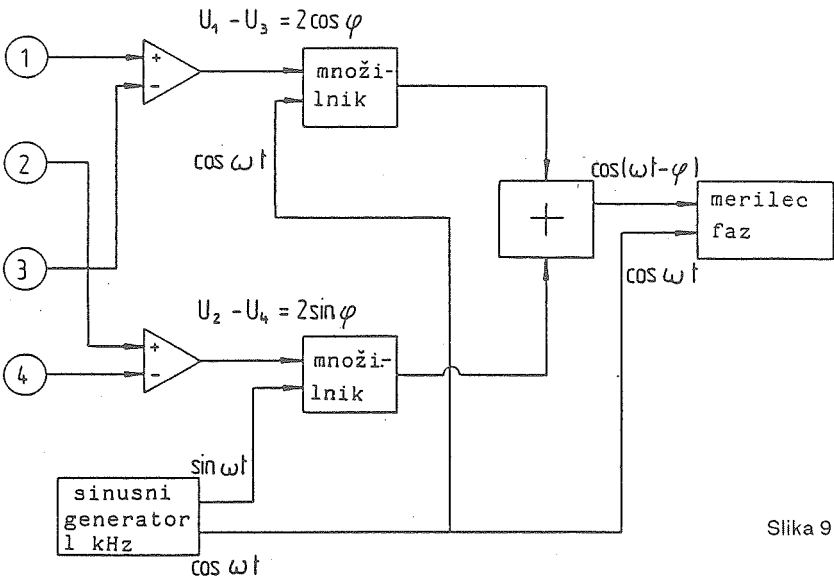 U₁ - U₃ = 2cos φ
1
+
-
množi-
lnik
cos ωt
2
cos(ωt-φ)
+
merilec
faz
3
cos ωt
U₂ - U₄ = 2sin φ
+
-
množi-
lnik
4
sin ωt
sinusni
generator
1 kHz
cos ωt
Slika 9